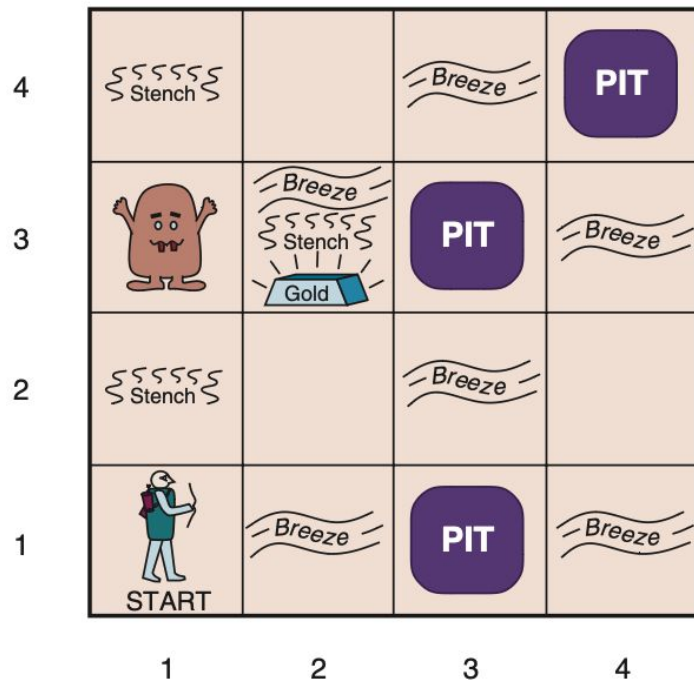 4
Stench
Breeze
PIT
3
Breeze
Stench
Gold
PIT
Breeze
2
Stench
Breeze
1
START
Breeze
PIT
Breeze
1 2 3 4